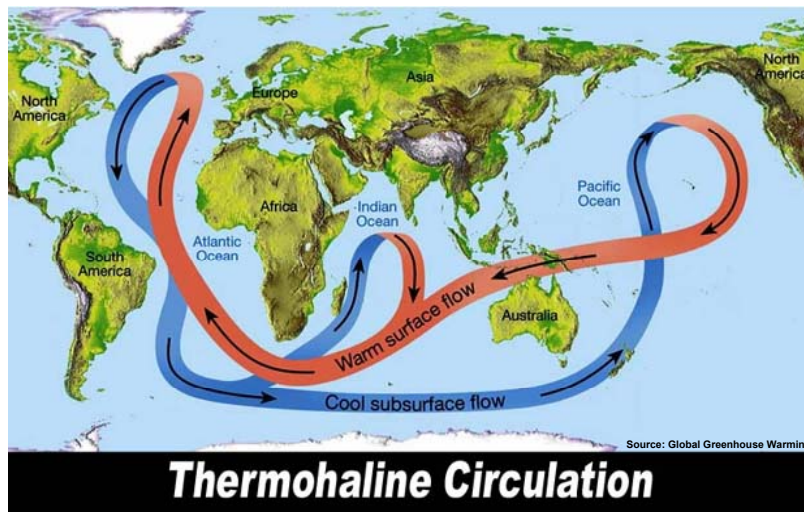 North
America
Europe
Asia
North
America
Africa
Indian
Ocean
Pacific
Ocean
Atlantic
Ocean
South
America
Australia
Warm surface flow
Cool subsurface flow
Source: Global Greenhouse Warmin
Thermohaline Circulation